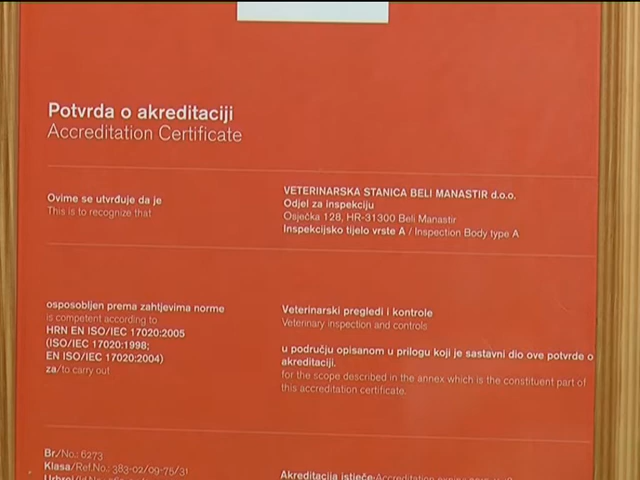 Potvrda o akreditaciji
Accreditation Certificate
Ovime se utvrđuje da je
This is to recognize that
VETERINARSKA STANICA BELI MANASTIR d.o.o.
Odjel za inspekciju
Osječka 128, HR-31300 Beli Manastir
Inspekcijsko tijelo vrste A / Inspection Body type A
osposobljen prema zahtjevima norme
is competent according to
HRN EN ISO/IEC 17020:2005
(ISO/IEC 17020:1998;
EN ISO/IEC 17020:2004)
za/to carry out
Veterinarski pregledi i kontrole
Veterinary inspection and controls
u području opisanom u prilogu koji je sastavni dio ove potvrde o
akreditaciji.
for the scope described in the annex which is the constituent part of
this accreditation certificate.
Br/No.: 6273
Klasa/Ref.No.: 383-02/09-75/31
Akreditacija istječe